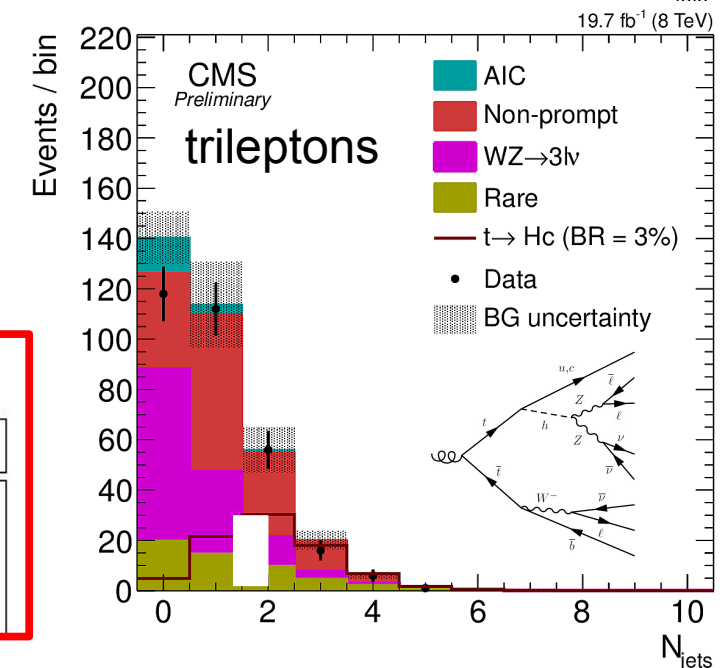 19.7 fb⁻¹ (8 TeV)
Events / bin
220
200
180
160
140
120
100
80
60
40
20
0
CMS
Preliminary
trileptons
AIC
Non-prompt
WZ→3lν
Rare
t→ Hc (BR = 3%)
Data
BG uncertainty
u,c
t
h
Z
Z
ℓ̅
ℓ
ν
ν̅
t̅
W⁻
ν̅
ℓ
b̅
0 2 4 6 8 10
N_jets